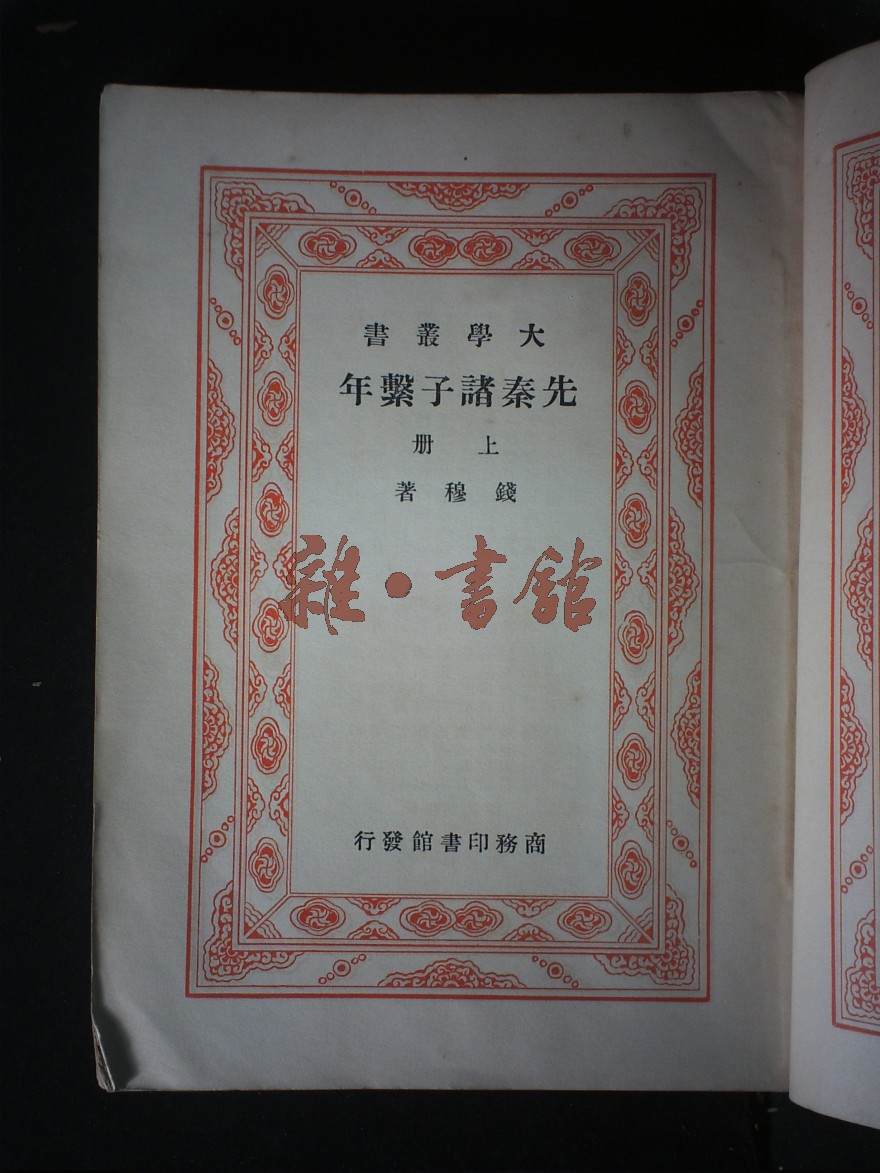 大學叢書
先秦諸子繫年
上册
錢穆著
雜·書館
商務印書館發行